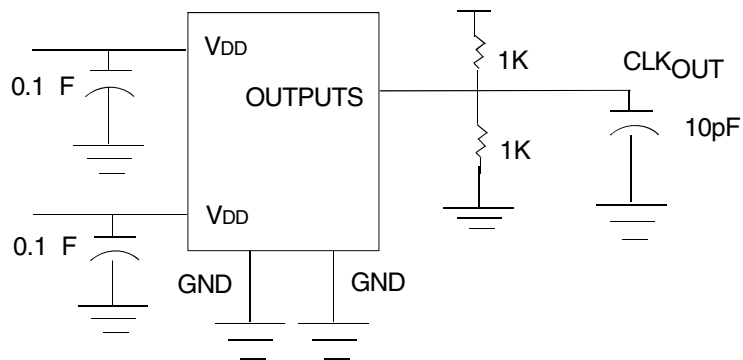 VDD
0.1 F
OUTPUTS
1K
CLKOUT
10pF
1K
VDD
0.1 F
GND
GND